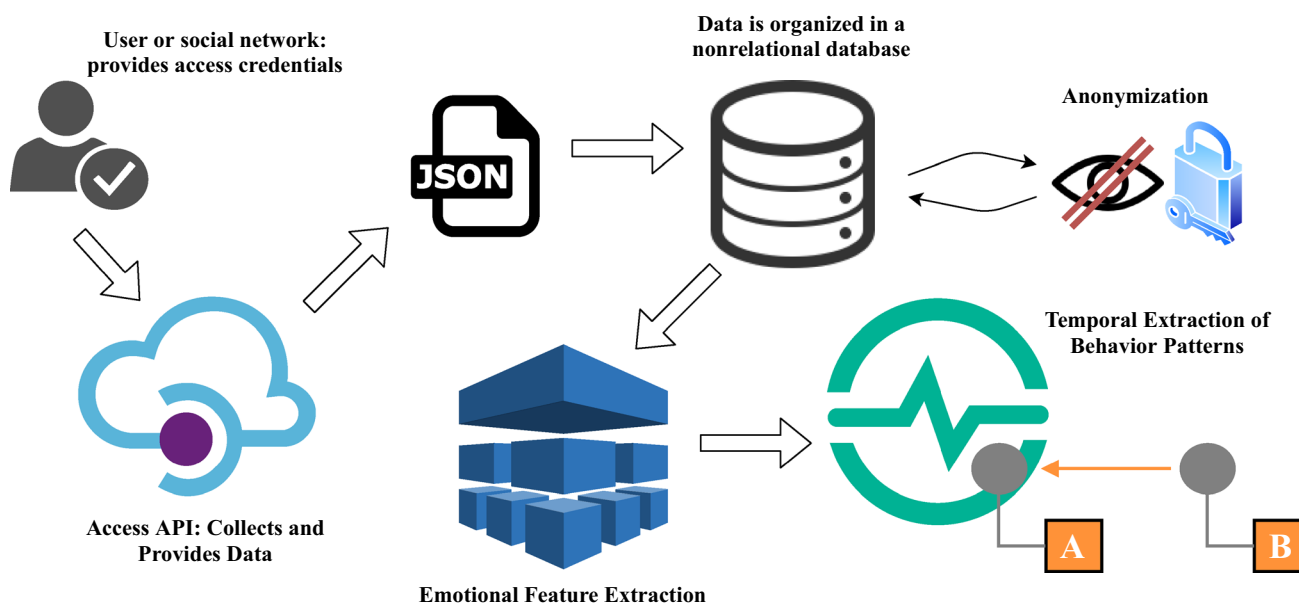 User or social network:
provides access credentials
Data is organized in a
nonrelational database
Anonymization
JSON
Temporal Extraction of
Behavior Patterns
Access API: Collects and
Provides Data
Emotional Feature Extraction
A
B